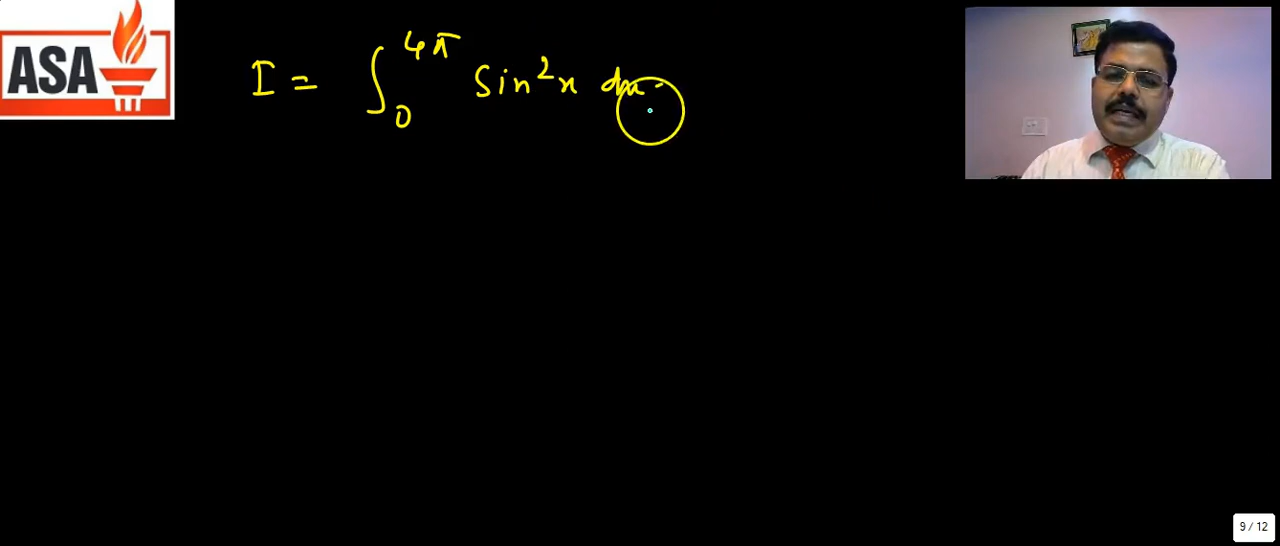 ASA
I = ∫₀^{4π} sin²x dx
9 / 12